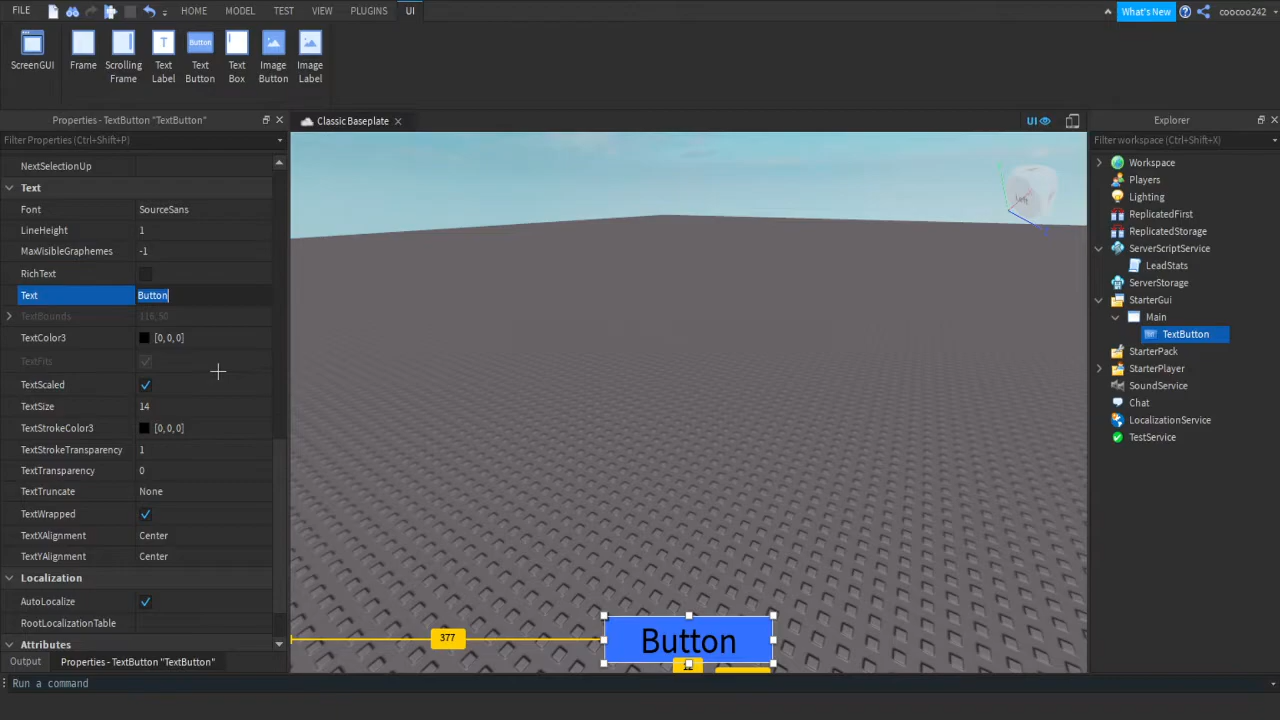 FILE HOME MODEL TEST VIEW PLUGINS UI What's New coocoo242
ScreenGUI Frame Scrolling Frame Text Label Text Button Text Box Image Button Image Label
Button
T
Properties - TextButton "TextButton"
Filter Properties (Ctrl+Shift+P)
NextSelectionUp
Text
Font SourceSans
LineHeight 1
MaxVisibleGraphemes -1
RichText
Text Button
TextBounds 116, 50
TextColor3 [0, 0, 0]
TextFits
TextScaled
TextSize 14
TextStrokeColor3 [0, 0, 0]
TextStrokeTransparency 1
TextTransparency 0
TextTruncate None
TextWrapped
TextXAlignment Center
TextYAlignment Center
Localization
AutoLocalize
RootLocalizationTable
Attributes
Output Properties - TextButton "TextButton"
Run a command
Classic Baseplate
UI
Left
377
Button
Explorer
Filter workspace (Ctrl+Shift+X)
Workspace
Players
Lighting
ReplicatedFirst
ReplicatedStorage
ServerScriptService
LeadStats
ServerStorage
StarterGui
Main
TextButton
StarterPack
StarterPlayer
SoundService
Chat
LocalizationService
TestService